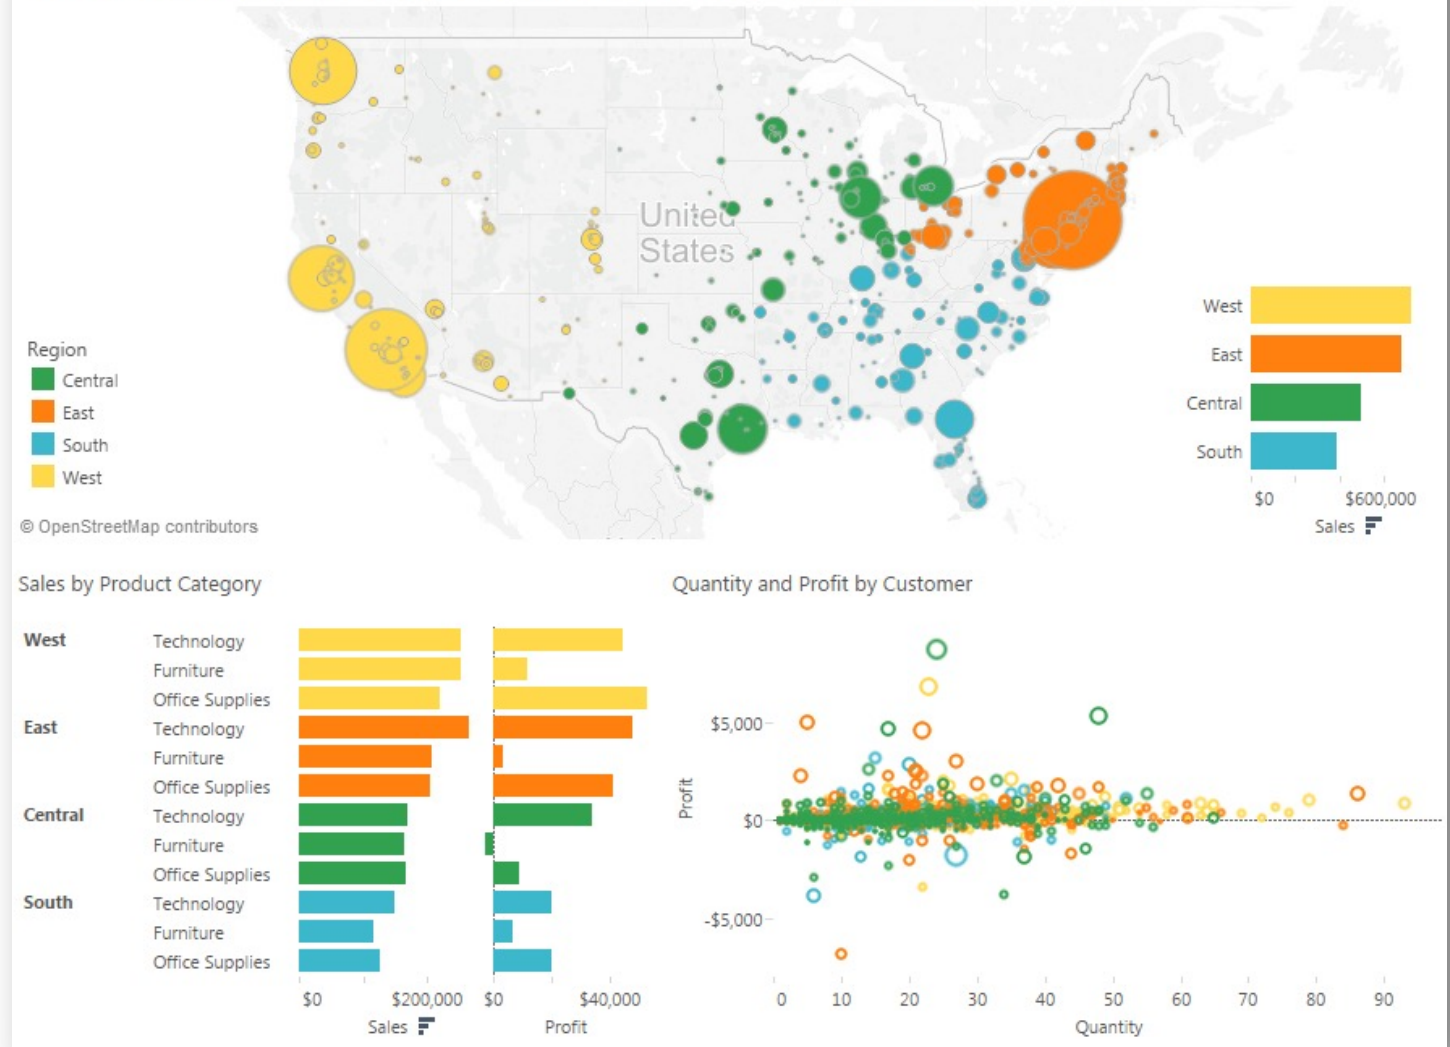 United
States
Region
Central
East
South
West
© OpenStreetMap contributors
West
East
Central
South
$0 $600,000
Sales
Sales by Product Category
West Technology
Furniture
Office Supplies
East Technology
Furniture
Office Supplies
Central Technology
Furniture
Office Supplies
South Technology
Furniture
Office Supplies
$0 $200,000 $0 $40,000
Sales Profit
Quantity and Profit by Customer
$5,000
Profit
$0
-$5,000
0 10 20 30 40 50 60 70 80 90
Quantity